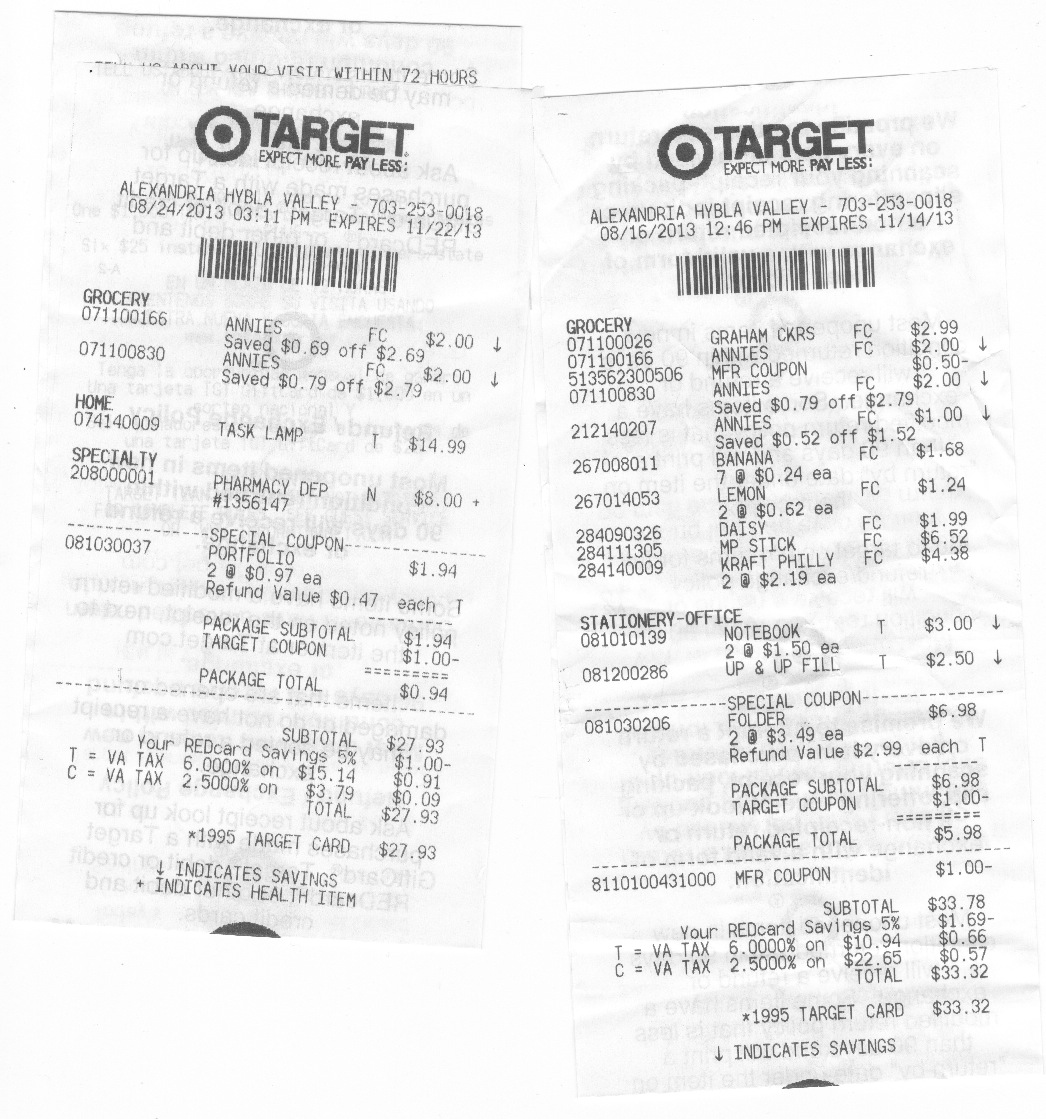 TELL US ABOUT YOUR VISIT WITHIN 72 HOURS
TARGET
EXPECT MORE. PAY LESS.
ALEXANDRIA HYBLA VALLEY - 703-253-0018
08/24/2013 03:11 PM EXPIRES 11/22/13
GROCERY
071100166 ANNIES FC $2.00 ↓
Saved $0.69 off $2.69
071100830 ANNIES FC $2.00 ↓
Saved $0.79 off $2.79
HOME
074140009 TASK LAMP T $14.99
SPECIALTY
208000001 PHARMACY DEP N $8.00 +
#1356147
----------------SPECIAL COUPON----------------
081030037 PORTFOLIO $1.94
2 @ $0.97 ea
Refund Value $0.47 each T
---------
PACKAGE SUBTOTAL $1.94
TARGET COUPON $1.00-
=========
PACKAGE TOTAL $0.94
----------------------------------------------
SUBTOTAL $27.93
Your REDcard Savings 5% $1.00-
T = VA TAX 6.0000% on $15.14 $0.91
C = VA TAX 2.5000% on $3.79 $0.09
TOTAL $27.93
*1995 TARGET CARD $27.93
↓ INDICATES SAVINGS
+ INDICATES HEALTH ITEM
TARGET
EXPECT MORE. PAY LESS.
ALEXANDRIA HYBLA VALLEY - 703-253-0018
08/16/2013 12:46 PM EXPIRES 11/14/13
GROCERY
071100026 GRAHAM CKRS FC $2.99
071100166 ANNIES FC $2.00 ↓
513562300506 MFR COUPON $0.50-
071100830 ANNIES FC $2.00 ↓
Saved $0.79 off $2.79
212140207 ANNIES FC $1.00 ↓
Saved $0.52 off $1.52
267008011 BANANA FC $1.68
7 @ $0.24 ea
267014053 LEMON FC $1.24
2 @ $0.62 ea
284090326 DAISY FC $1.99
284111305 MP STICK FC $6.52
284140009 KRAFT PHILLY FC $4.38
2 @ $2.19 ea
STATIONERY-OFFICE
081010139 NOTEBOOK T $3.00 ↓
2 @ $1.50 ea
081200286 UP & UP FILL T $2.50 ↓
----------------SPECIAL COUPON----------------
081030206 FOLDER $6.98
2 @ $3.49 ea
Refund Value $2.99 each T
---------
PACKAGE SUBTOTAL $6.98
TARGET COUPON $1.00-
=========
PACKAGE TOTAL $5.98
----------------------------------------------
8110100431000 MFR COUPON $1.00-
SUBTOTAL $33.78
Your REDcard Savings 5% $1.69-
T = VA TAX 6.0000% on $10.94 $0.66
C = VA TAX 2.5000% on $22.65 $0.57
TOTAL $33.32
*1995 TARGET CARD $33.32
↓ INDICATES SAVINGS